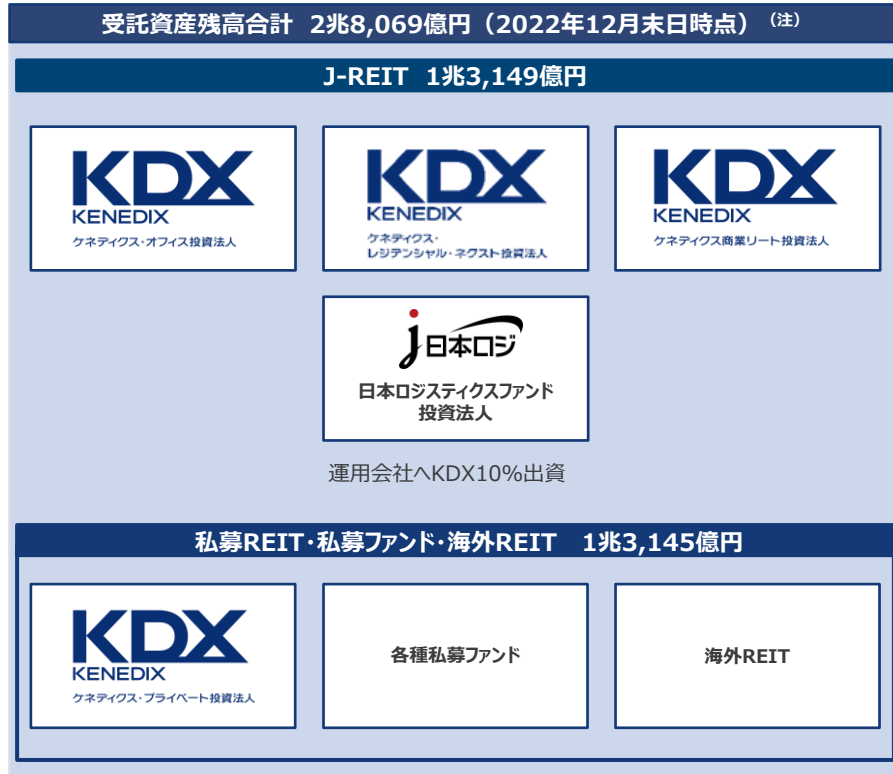 受託資産残高合計 2兆8,069億円（2022年12月末日時点）（注）
J-REIT 1兆3,149億円
KDX
KENEDIX
ケネディクス・オフィス投資法人
KDX
KENEDIX
ケネディクス・
レジデンシャル・ネクスト投資法人
KDX
KENEDIX
ケネディクス商業リート投資法人
j日本ロジ
日本ロジスティクスファンド
投資法人
運用会社へKDX10%出資
私募REIT・私募ファンド・海外REIT 1兆3,145億円
KDX
KENEDIX
ケネディクス・プライベート投資法人
各種私募ファンド
海外REIT